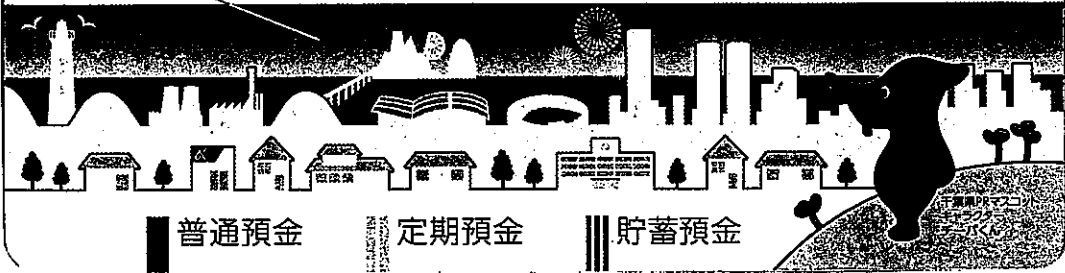 普通預金
定期預金
貯蓄預金
千葉県PRマスコット
キャラクター
チーバくん